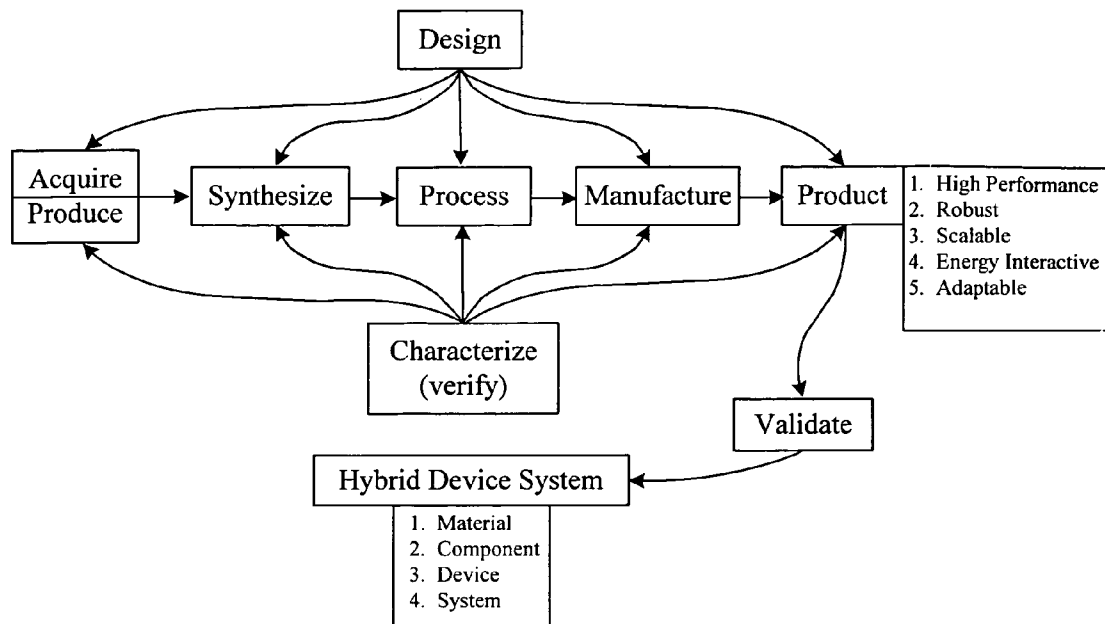 Design
Acquire
Produce
Synthesize
Process
Manufacture
Product
1. High Performance
2. Robust
3. Scalable
4. Energy Interactive
5. Adaptable
Characterize
(verify)
Validate
Hybrid Device System
1. Material
2. Component
3. Device
4. System